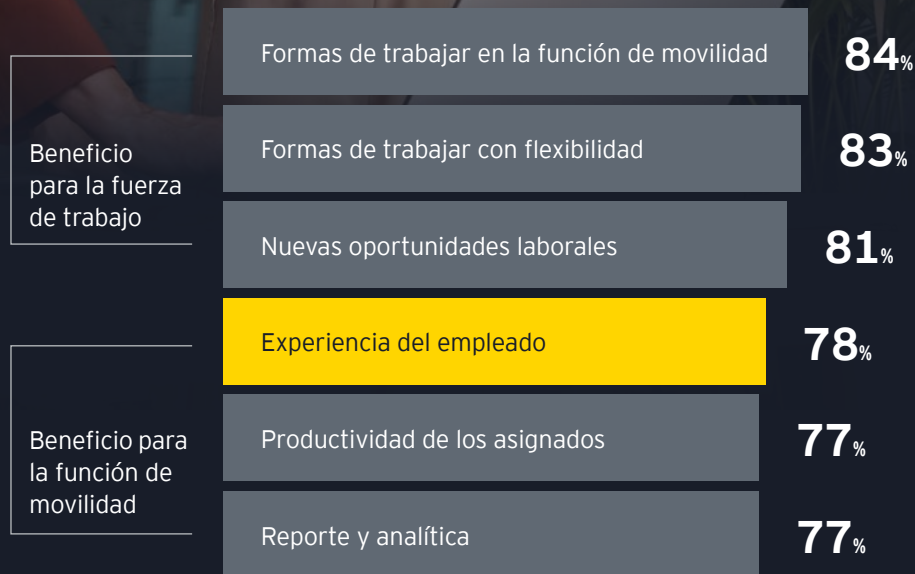 Formas de trabajar en la función de movilidad 84%
Formas de trabajar con flexibilidad 83%
Beneficio
para la fuerza
de trabajo
Nuevas oportunidades laborales 81%
Experiencia del empleado 78%
Productividad de los asignados 77%
Beneficio para
la función de
movilidad
Reporte y analítica 77%